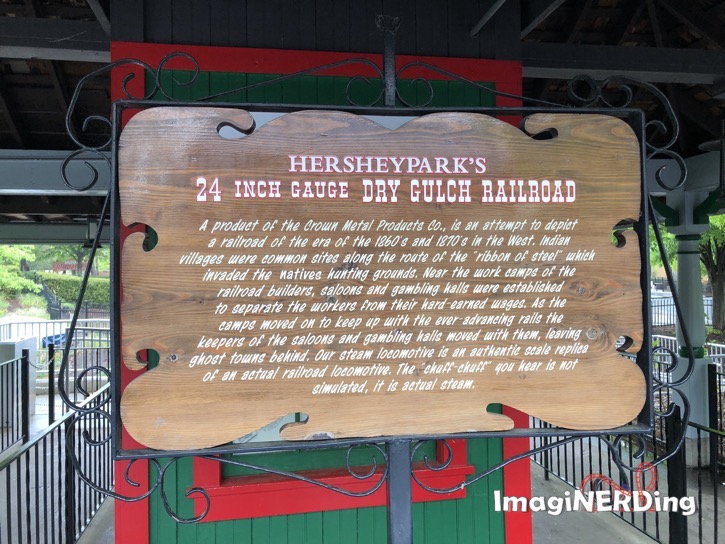 HERSHEYPARK'S
24 INCH GAUGE DRY GULCH RAILROAD
A product of the Crown Metal Products Co., is an attempt to depict
a railroad of the era of the 1860's and 1870's in the West. Indian
villages were common sites along the route of the "ribbon of steel" which
invaded the natives hunting grounds. Near the work camps of the
railroad builders, saloons and gambling halls were established
to separate the workers from their hard-earned wages. As the
camps moved on to keep up with the ever-advancing rails the
keepers of the saloons and gambling halls moved with them, leaving
ghost towns behind. Our steam locomotive is an authentic scale replica
of an actual railroad locomotive. The "chuff-chuff" you hear is not
simulated, it is actual steam.
ImagiNERDing